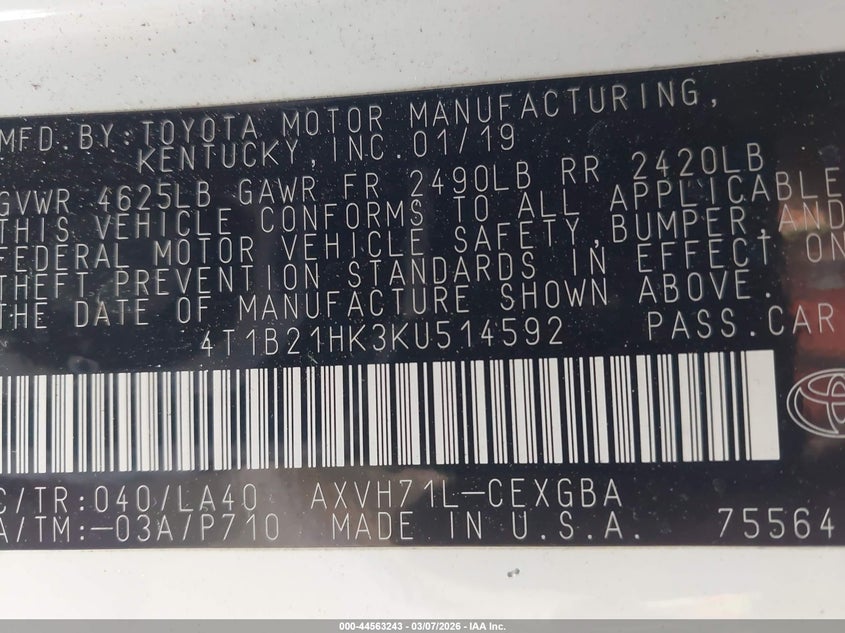 MFD.BY:TOYOTA MOTOR MANUFACTURING,
KENTUCKY,INC.01/19
GVWR 4625LB GAWR FR 2490LB RR 2420LB
THIS VEHICLE CONFORMS TO ALL APPLICABLE
FEDERAL MOTOR VEHICLE SAFETY,BUMPER,AND
THEFT PREVENTION STANDARDS IN EFFECT ON
THE DATE OF MANUFACTURE SHOWN ABOVE.
4T1B21HK3KU514592 PASS.CAR
C/TR:040/LA40 AXVH71L-CEXGBA
A/TM:-03A/P710 MADE IN U.S.A. 75564
000-44563243 - 03/07/2026 - IAA Inc.